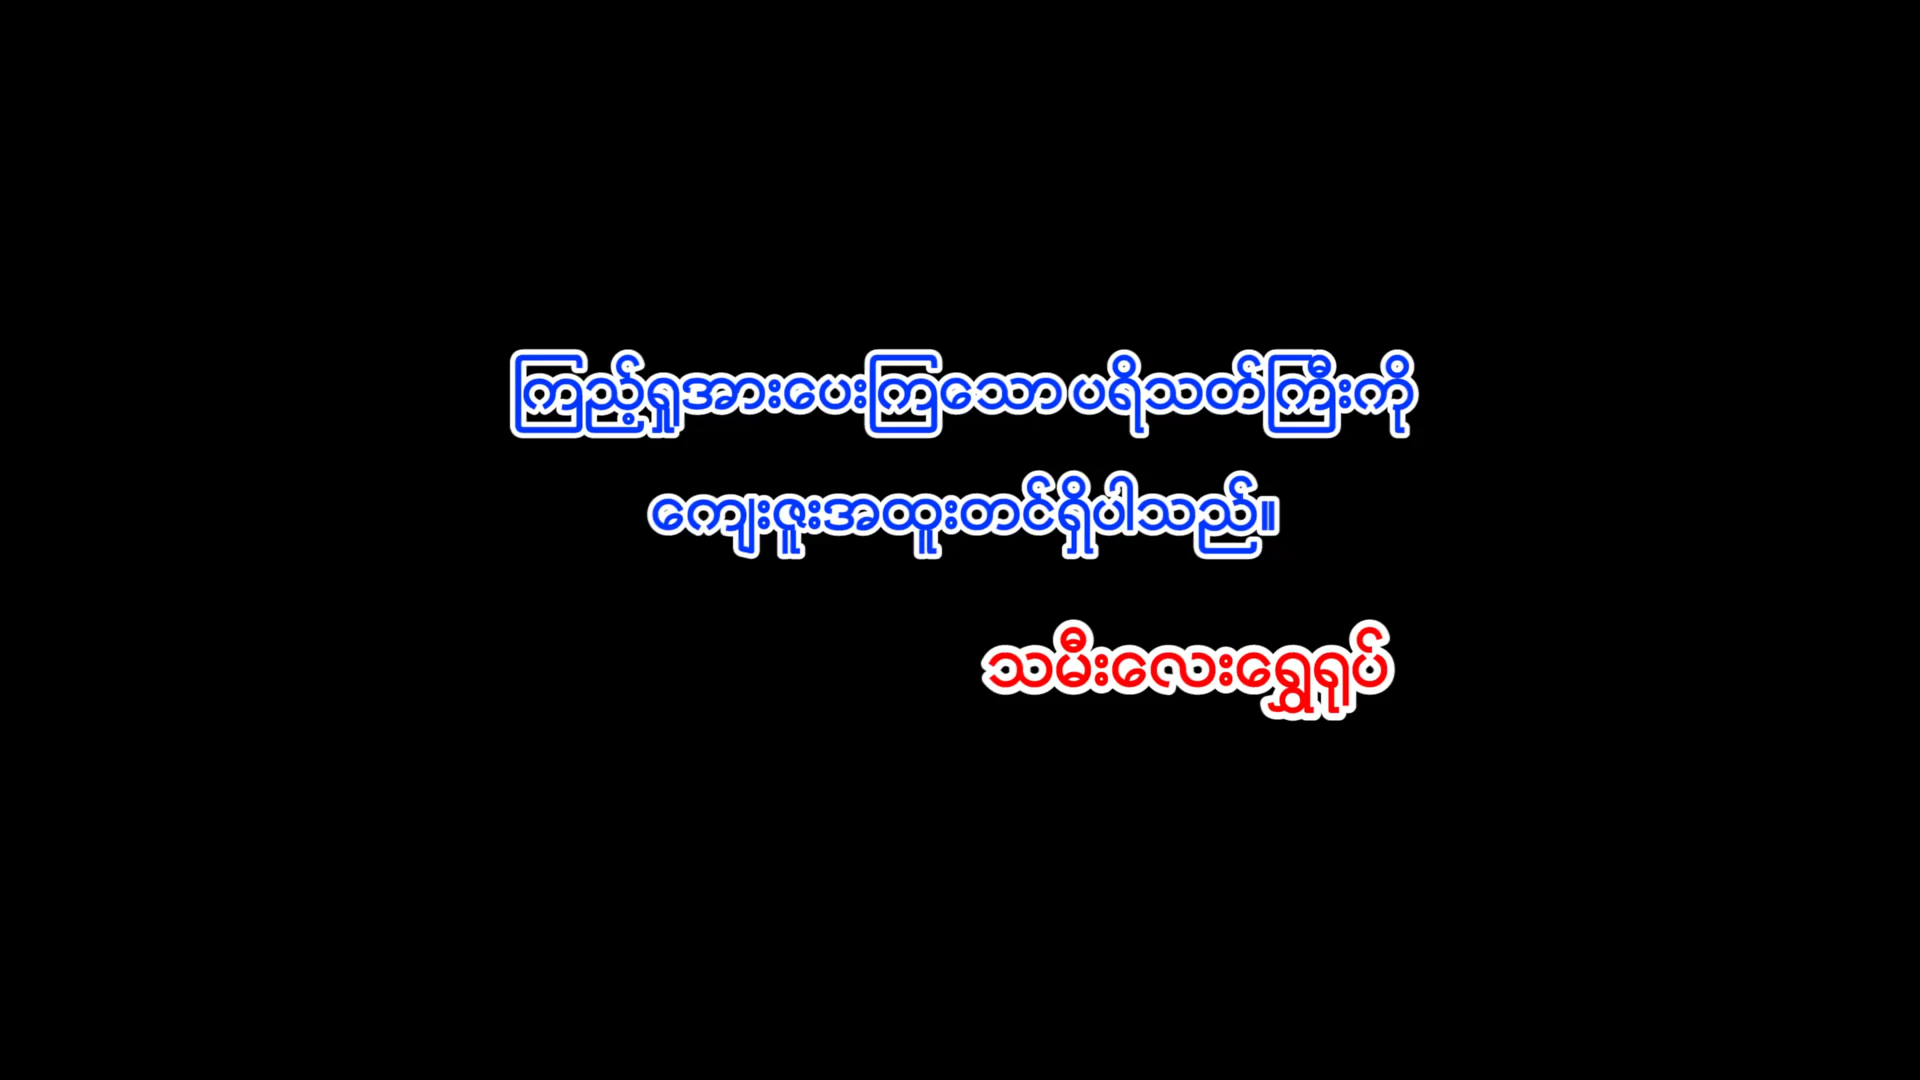 ကြည့်ရှုအားပေးကြသော ပရိသတ်ကြီးကို
ကျေးဇူးအထူးတင်ရှိပါသည်။
သမီးလေးရွှေရုပ်